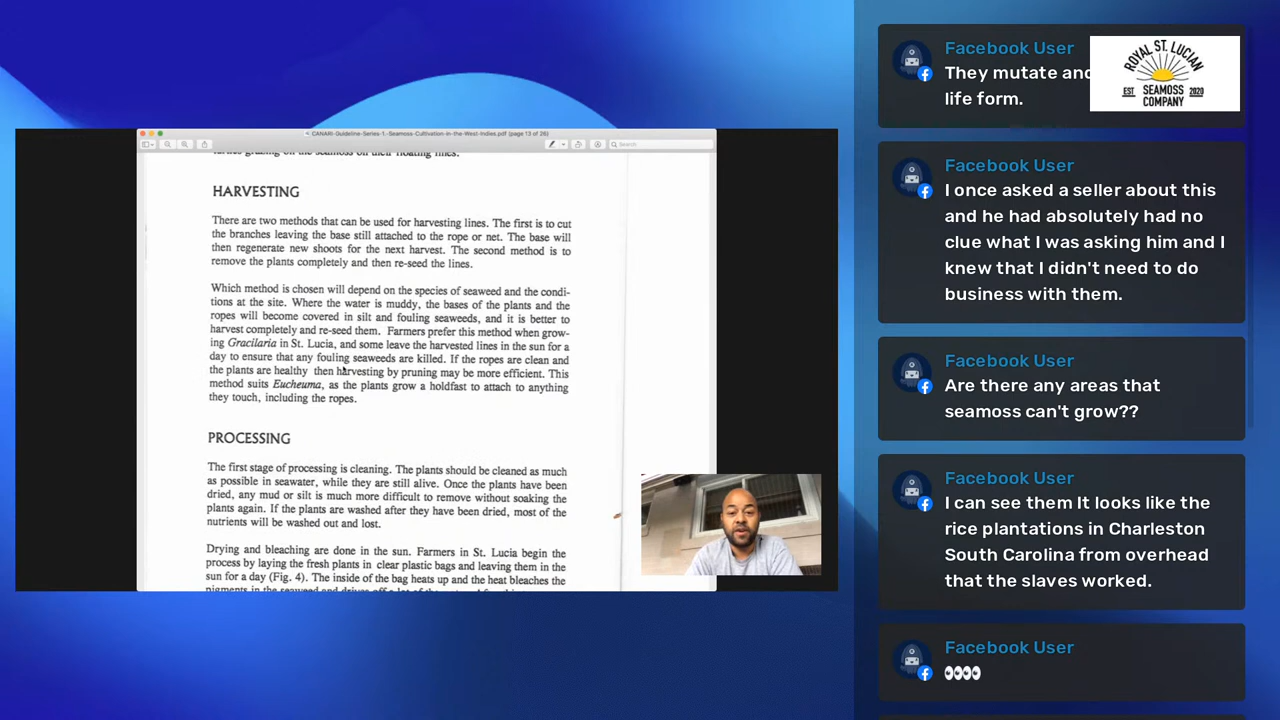 CANARI-Guideline-Series-1.-Seamoss-Cultivation-in-the-West-Indies.pdf (page 13 of 26)
Search
HARVESTING
There are two methods that can be used for harvesting lines. The first is to cut
the branches leaving the base still attached to the rope or net. The base will
then regenerate new shoots for the next harvest. The second method is to
remove the plants completely and then re-seed the lines.
Which method is chosen will depend on the species of seaweed and the condi-
tions at the site. Where the water is muddy, the bases of the plants and the
ropes will become covered in silt and fouling seaweeds, and it is better to
harvest completely and re-seed them. Farmers prefer this method when grow-
ing Gracilaria in St. Lucia, and some leave the harvested lines in the sun for a
day to ensure that any fouling seaweeds are killed. If the ropes are clean and
the plants are healthy then harvesting by pruning may be more efficient. This
method suits Eucheuma, as the plants grow a holdfast to attach to anything
they touch, including the ropes.
PROCESSING
The first stage of processing is cleaning. The plants should be cleaned as much
as possible in seawater, while they are still alive. Once the plants have been
dried, any mud or silt is much more difficult to remove without soaking the
plants again. If the plants are washed after they have been dried, most of the
nutrients will be washed out and lost.
Drying and bleaching are done in the sun. Farmers in St. Lucia begin the
process by laying the fresh plants in clear plastic bags and leaving them in the
sun for a day (Fig. 4). The inside of the bag heats up and the heat bleaches the
Facebook User
They mutate and
life form.
ROYAL ST. LUCIAN
EST SEAMOSS 2020
COMPANY
Facebook User
I once asked a seller about this
and he had absolutely had no
clue what I was asking him and I
knew that I didn't need to do
business with them.
Facebook User
Are there any areas that
seamoss can't grow??
Facebook User
I can see them It looks like the
rice plantations in Charleston
South Carolina from overhead
that the slaves worked.
Facebook User